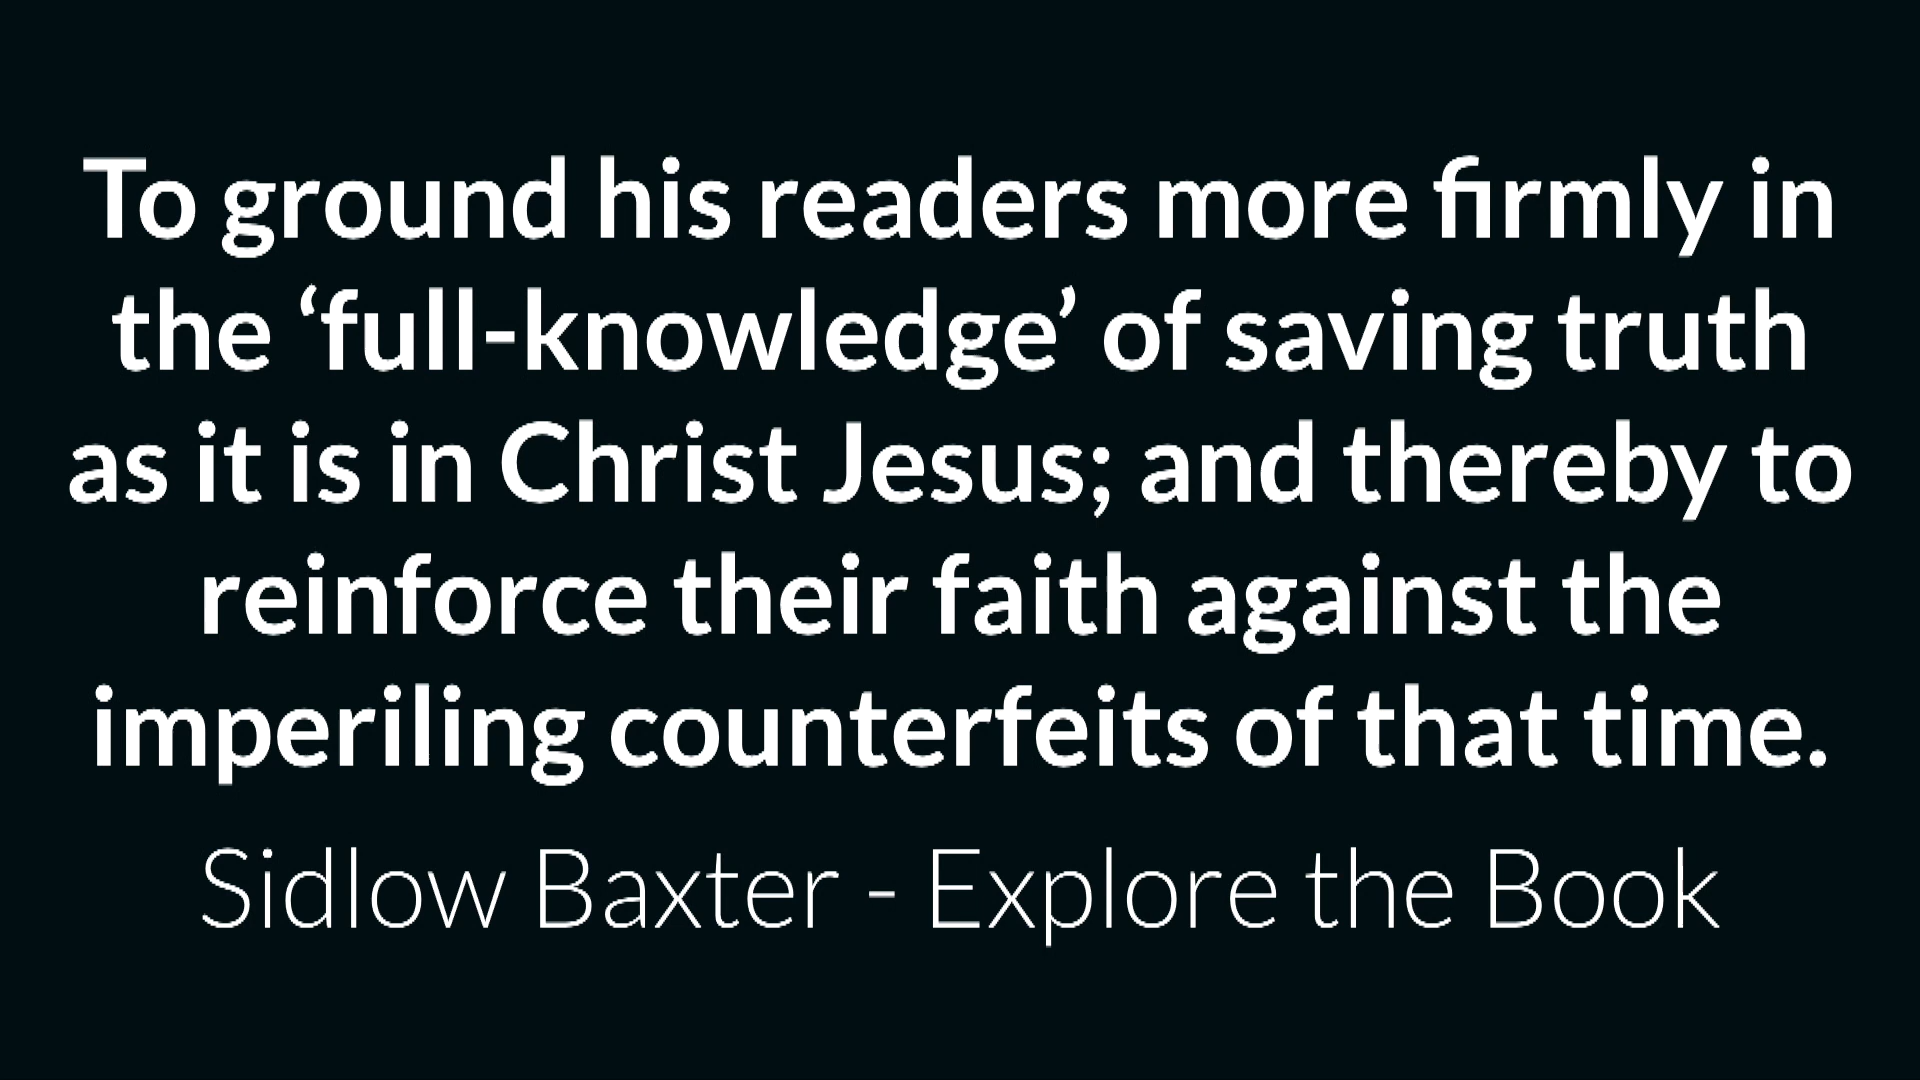 To ground his readers more firmly in
the ‘full-knowledge’ of saving truth
as it is in Christ Jesus; and thereby to
reinforce their faith against the
imperiling counterfeits of that time.
Sidlow Baxter - Explore the Book